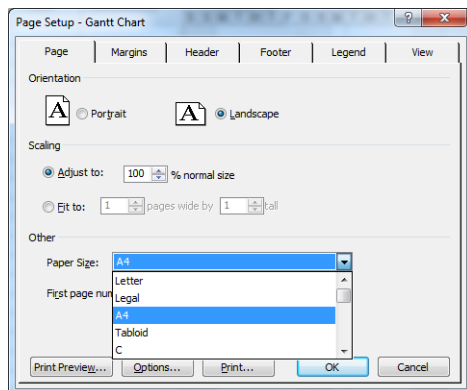 Page Setup - Gantt Chart
Page Margins Header Footer Legend View
Orientation
A Portrait A Landscape
Scaling
Adjust to: 100 % normal size
Fit to: 1 pages wide by 1 tall
Other
Paper Size: A4
Letter
First page num
Legal
A4
Tabloid
C
Print Preview... Options... Print... OK Cancel